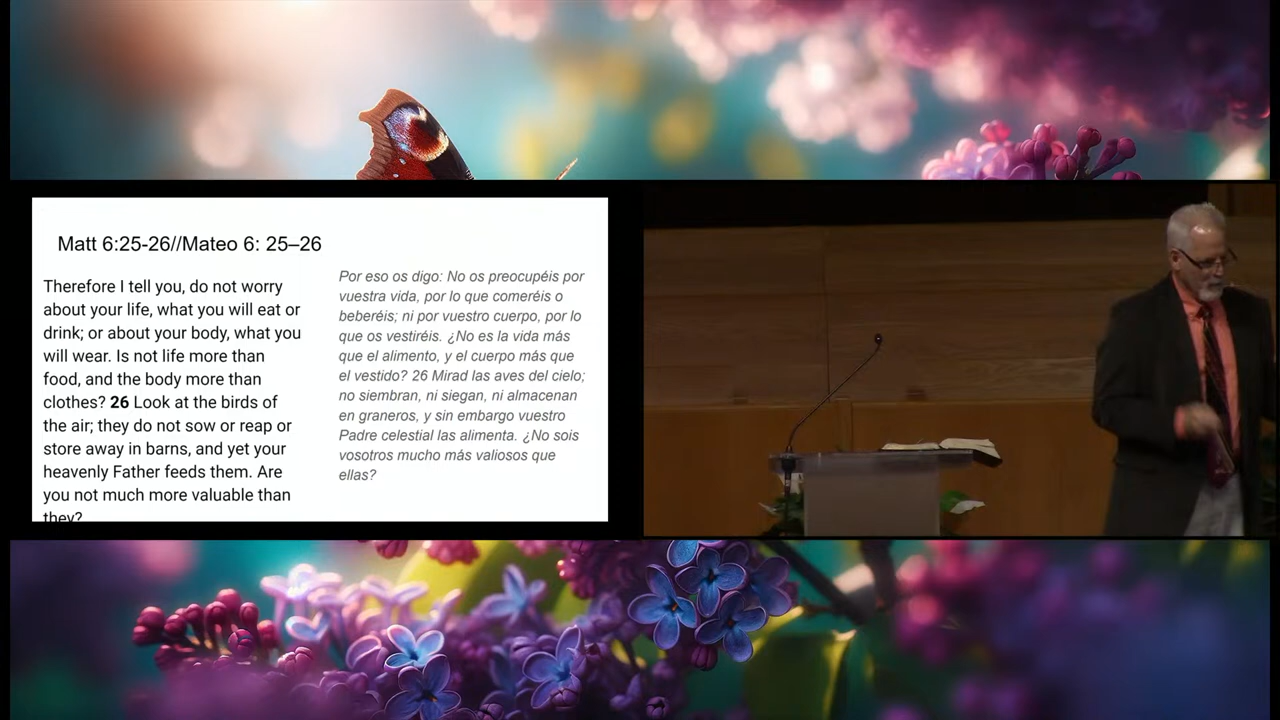 Matt 6:25-26//Mateo 6: 25–26
Therefore I tell you, do not worry
about your life, what you will eat or
drink; or about your body, what you
will wear. Is not life more than
food, and the body more than
clothes? 26 Look at the birds of
the air; they do not sow or reap or
store away in barns, and yet your
heavenly Father feeds them. Are
you not much more valuable than
they?
Por eso os digo: No os preocupéis por
vuestra vida, por lo que comeréis o
beberéis; ni por vuestro cuerpo, por lo
que os vestiréis. ¿No es la vida más
que el alimento, y el cuerpo más que
el vestido? 26 Mirad las aves del cielo;
no siembran, ni siegan, ni almacenan
en graneros, y sin embargo vuestro
Padre celestial las alimenta. ¿No sois
vosotros mucho más valiosos que
ellas?